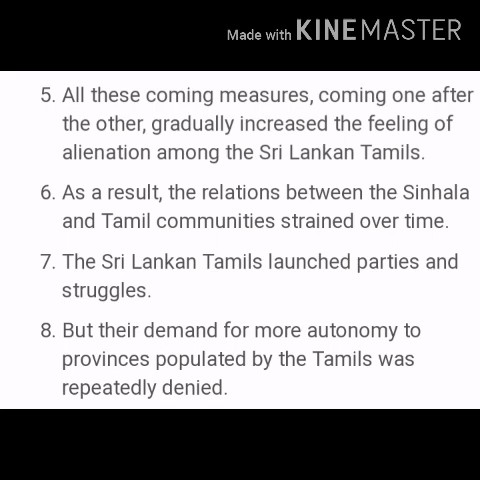 Made with KINEMASTER
5. All these coming measures, coming one after
the other, gradually increased the feeling of
alienation among the Sri Lankan Tamils.
6. As a result, the relations between the Sinhala
and Tamil communities strained over time.
7. The Sri Lankan Tamils launched parties and
struggles.
8. But their demand for more autonomy to
provinces populated by the Tamils was
repeatedly denied.